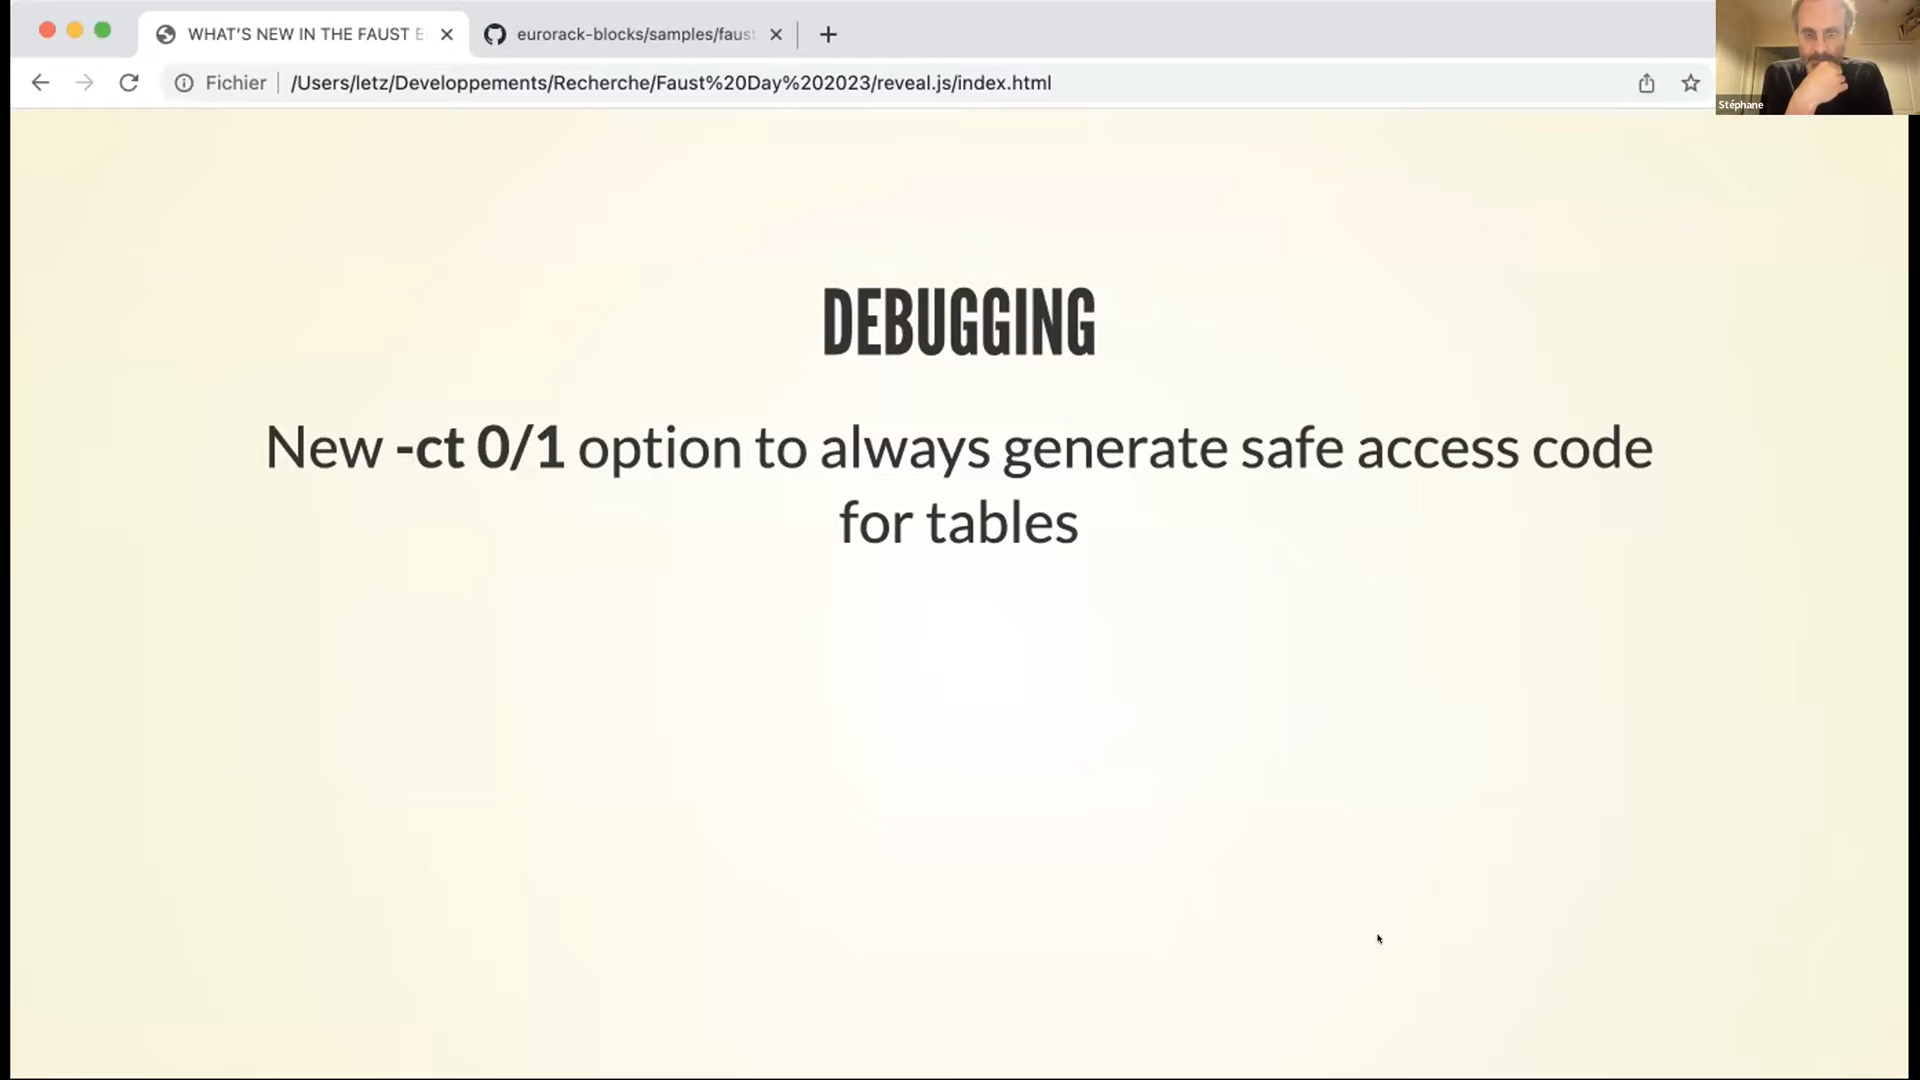 WHAT'S NEW IN THE FAUST E
eurorack-blocks/samples/faust
Fichier
/Users/letz/Developpements/Recherche/Faust%20Day%202023/reveal.js/index.html
Stéphane
DEBUGGING
New -ct 0/1 option to always generate safe access code
for tables